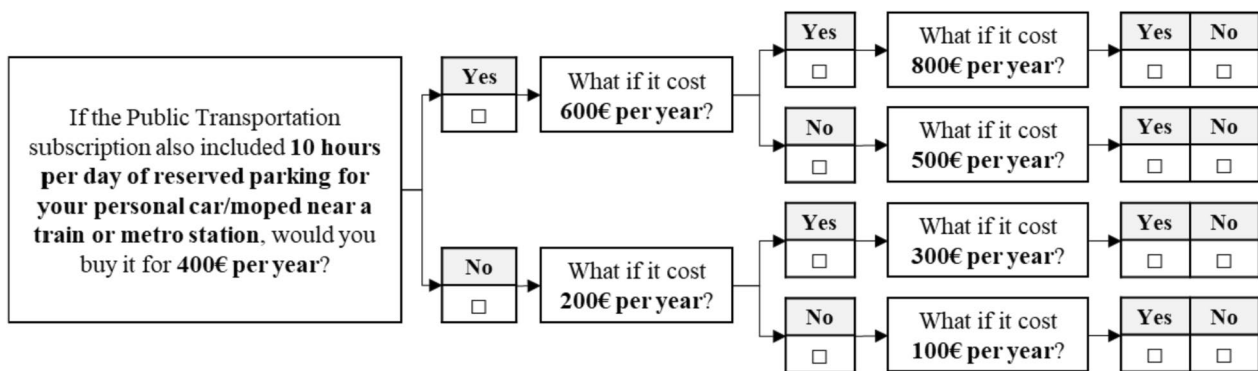 If the Public Transportation
subscription also included 10 hours
per day of reserved parking for
your personal car/moped near a
train or metro station, would you
buy it for 400€ per year?
Yes
What if it cost
600€ per year?
Yes
What if it cost
800€ per year?
Yes No
No
What if it cost
500€ per year?
Yes No
No
What if it cost
200€ per year?
Yes
What if it cost
300€ per year?
Yes No
No
What if it cost
100€ per year?
Yes No